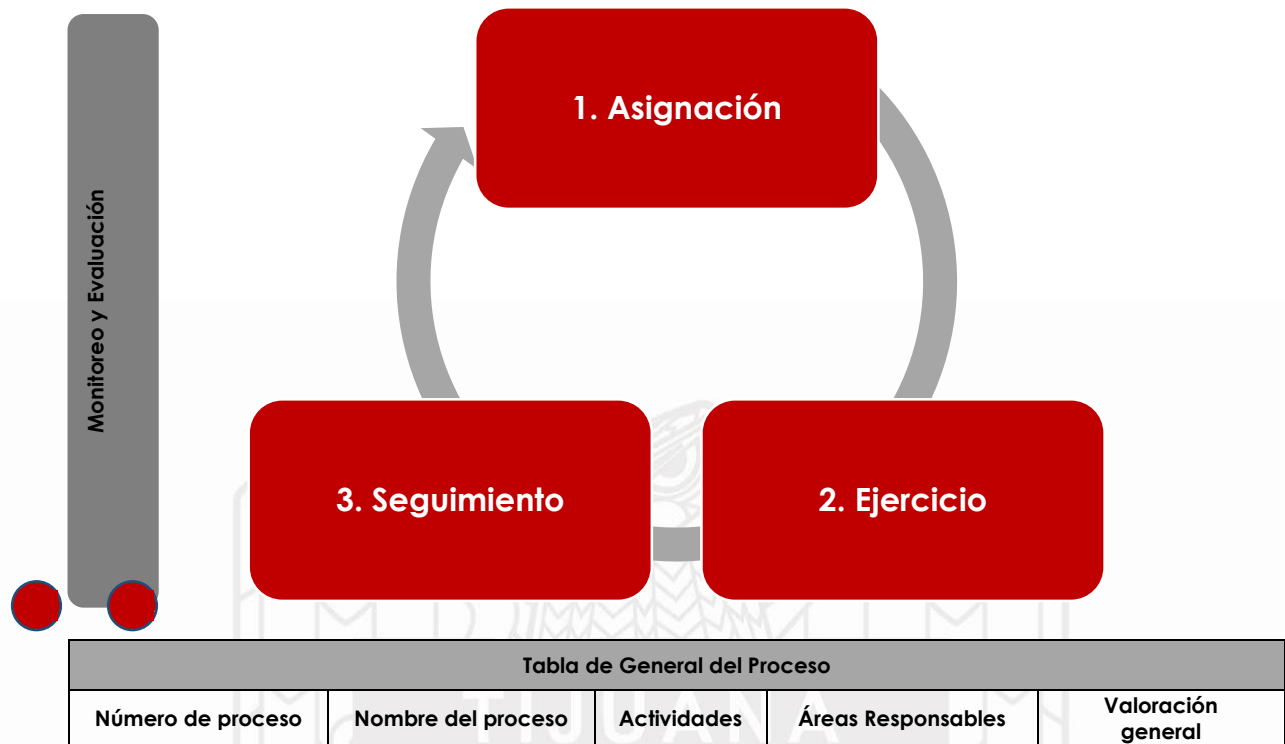 Monitoreo y Evaluación
1. Asignación
3. Seguimiento
2. Ejercicio
Tabla de General del Proceso
Número de proceso
Nombre del proceso
Actividades
Áreas Responsables
Valoración
general
TIJUANA